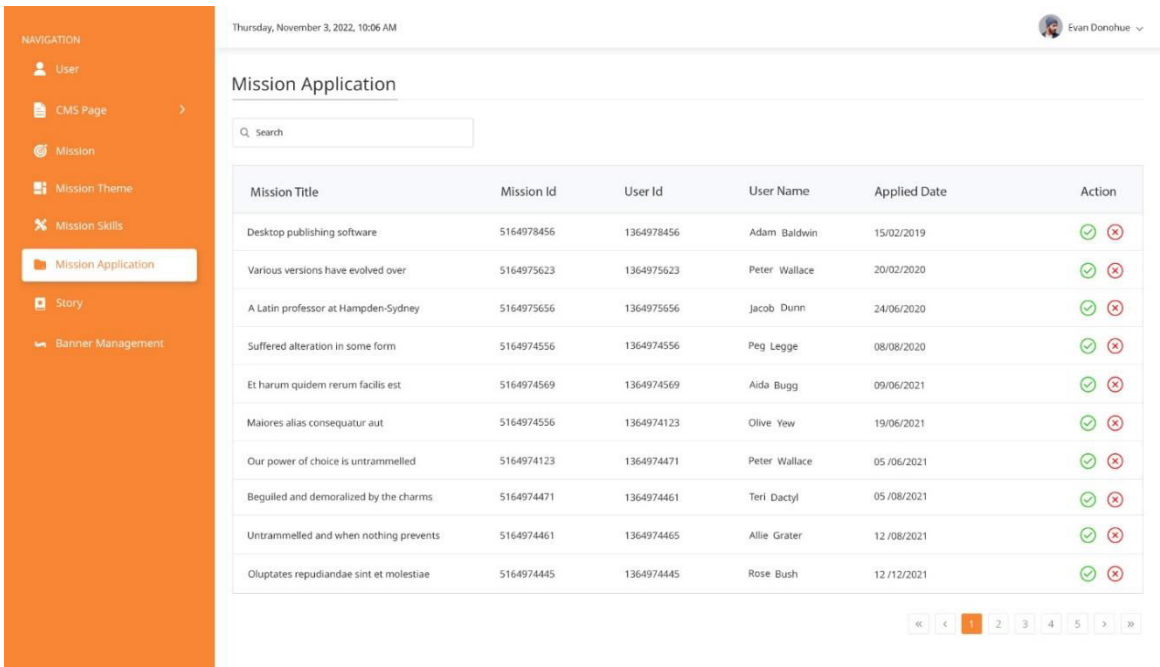 NAVIGATION
User
CMS Page
Mission
Mission Theme
Mission Skills
Mission Application
Story
Banner Management
Thursday, November 3, 2022, 10:06 AM
Evan Donohue
Mission Application
Search
Mission Title Mission Id User Id User Name Applied Date Action
Desktop publishing software 5164978456 1364978456 Adam Baldwin 15/02/2019
Various versions have evolved over 5164975623 1364975623 Peter Wallace 20/02/2020
A Latin professor at Hampden-Sydney 5164975656 1364975656 Jacob Dunn 24/06/2020
Suffered alteration in some form 5164974556 1364974556 Peg Legge 08/08/2020
Et harum quidem rerum facilis est 5164974569 1364974569 Aida Bugg 09/06/2021
Maiores alias consequatur aut 5164974556 1364974123 Olive Yew 19/06/2021
Our power of choice is untrammelled 5164974123 1364974471 Peter Wallace 05 /06/2021
Beguiled and demoralized by the charms 5164974471 1364974461 Teri Dactyl 05 /08/2021
Untrammelled and when nothing prevents 5164974461 1364974465 Allie Grater 12 /08/2021
Oluptates repudiandae sint et molestiae 5164974445 1364974445 Rose Bush 12 /12/2021
« < 1 2 3 4 5 > »